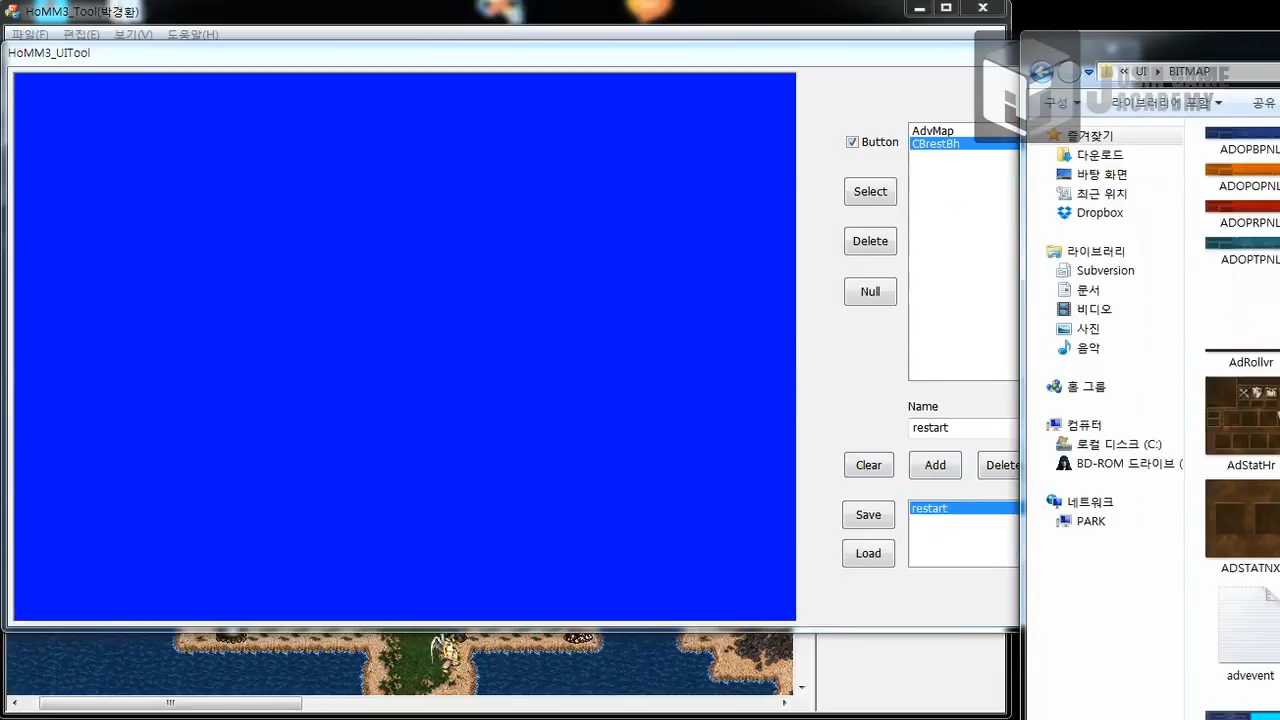 HoMM3_Tool(박경환)
파일(F) 편집(E) 보기(V) 도움말(H)
HoMM3_UITool
Button
Select
Delete
Null
AdvMap
CBrestBh
Name
restart
Clear
Add
Delete
Save
Load
restart
« UI ▸ BITMAP
J USIN GAME
ACADEMY
구성 라이브러리에 포함 공유
즐겨찾기
다운로드
바탕 화면
최근 위치
Dropbox
라이브러리
Subversion
문서
비디오
사진
음악
홈 그룹
컴퓨터
로컬 디스크 (C:)
BD-ROM 드라이브 (
네트워크
PARK
ADOPBPNL
ADOPOPNL
ADOPRPNL
ADOPTPNL
AdRollvr
AdStatHr
ADSTATNX
advevent